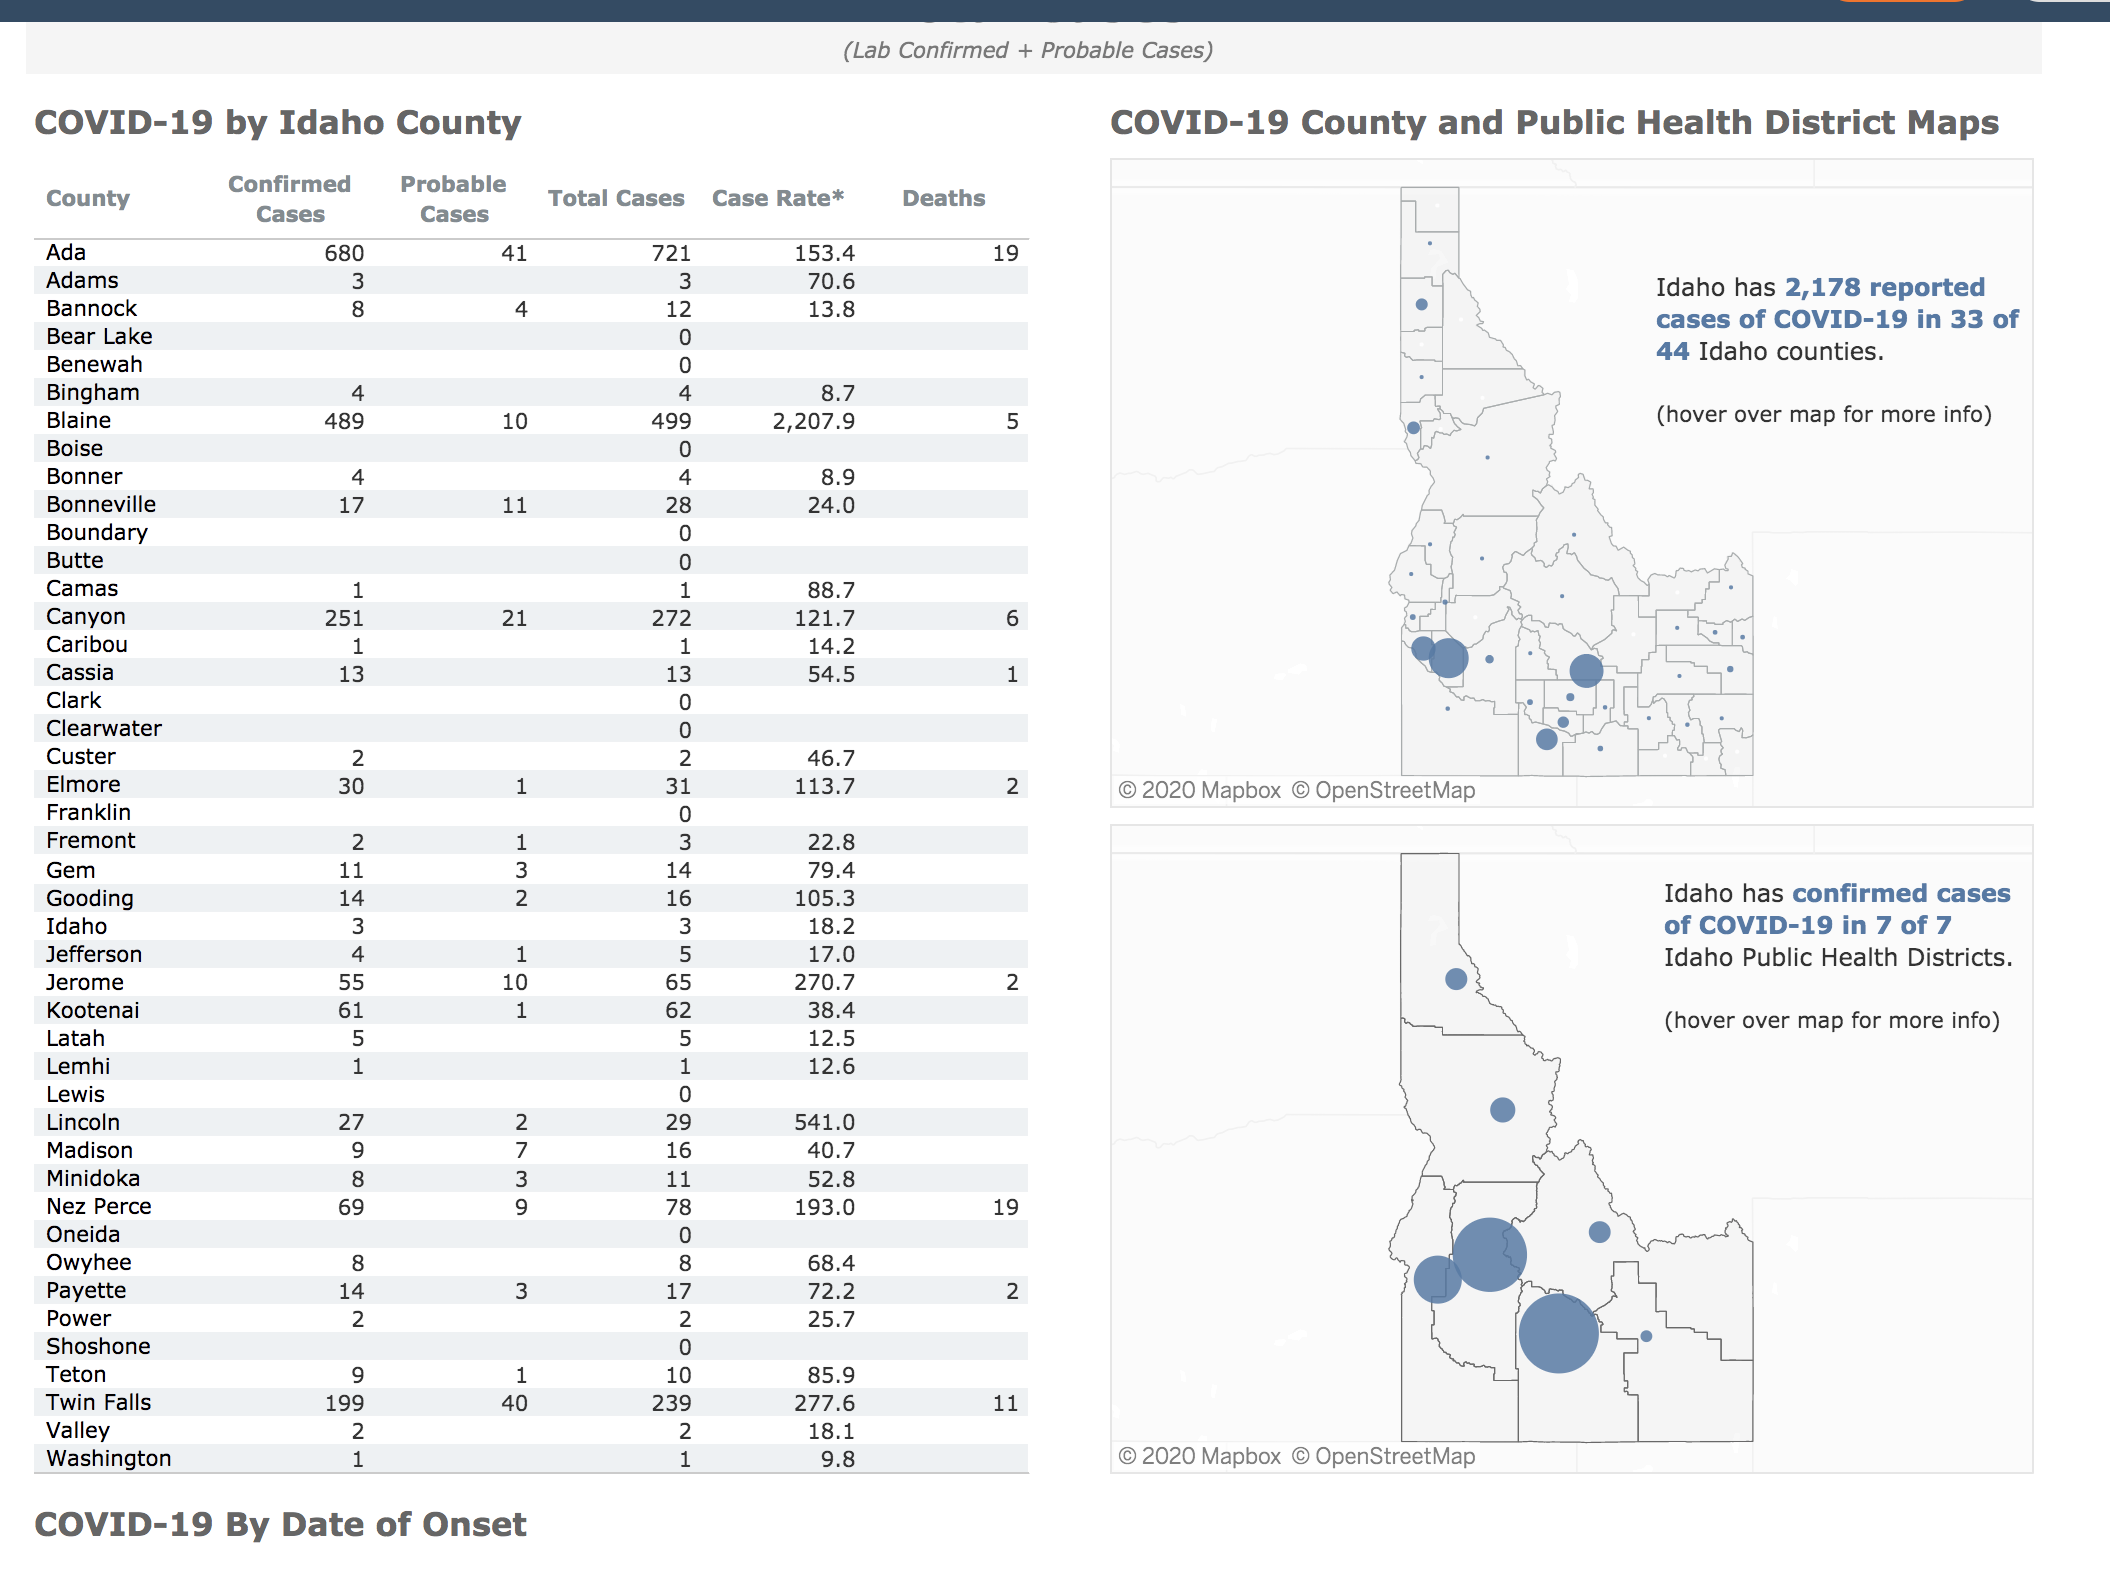 (Lab Confirmed + Probable Cases)
COVID-19 by Idaho County
County Confirmed Cases Probable Cases Total Cases Case Rate* Deaths
Ada 680 41 721 153.4 19
Adams 3 3 70.6
Bannock 8 4 12 13.8
Bear Lake 0
Benewah 0
Bingham 4 4 8.7
Blaine 489 10 499 2,207.9 5
Boise 0
Bonner 4 4 8.9
Bonneville 17 11 28 24.0
Boundary 0
Butte 0
Camas 1 1 88.7
Canyon 251 21 272 121.7 6
Caribou 1 1 14.2
Cassia 13 13 54.5 1
Clark 0
Clearwater 0
Custer 2 2 46.7
Elmore 30 1 31 113.7 2
Franklin 0
Fremont 2 1 3 22.8
Gem 11 3 14 79.4
Gooding 14 2 16 105.3
Idaho 3 3 18.2
Jefferson 4 1 5 17.0
Jerome 55 10 65 270.7 2
Kootenai 61 1 62 38.4
Latah 5 5 12.5
Lemhi 1 1 12.6
Lewis 0
Lincoln 27 2 29 541.0
Madison 9 7 16 40.7
Minidoka 8 3 11 52.8
Nez Perce 69 9 78 193.0 19
Oneida 0
Owyhee 8 8 68.4
Payette 14 3 17 72.2 2
Power 2 2 25.7
Shoshone 0
Teton 9 1 10 85.9
Twin Falls 199 40 239 277.6 11
Valley 2 2 18.1
Washington 1 1 9.8
COVID-19 By Date of Onset
COVID-19 County and Public Health District Maps
Idaho has 2,178 reported
cases of COVID-19 in 33 of
44 Idaho counties.
(hover over map for more info)
© 2020 Mapbox © OpenStreetMap
Idaho has confirmed cases
of COVID-19 in 7 of 7
Idaho Public Health Districts.
(hover over map for more info)
© 2020 Mapbox © OpenStreetMap